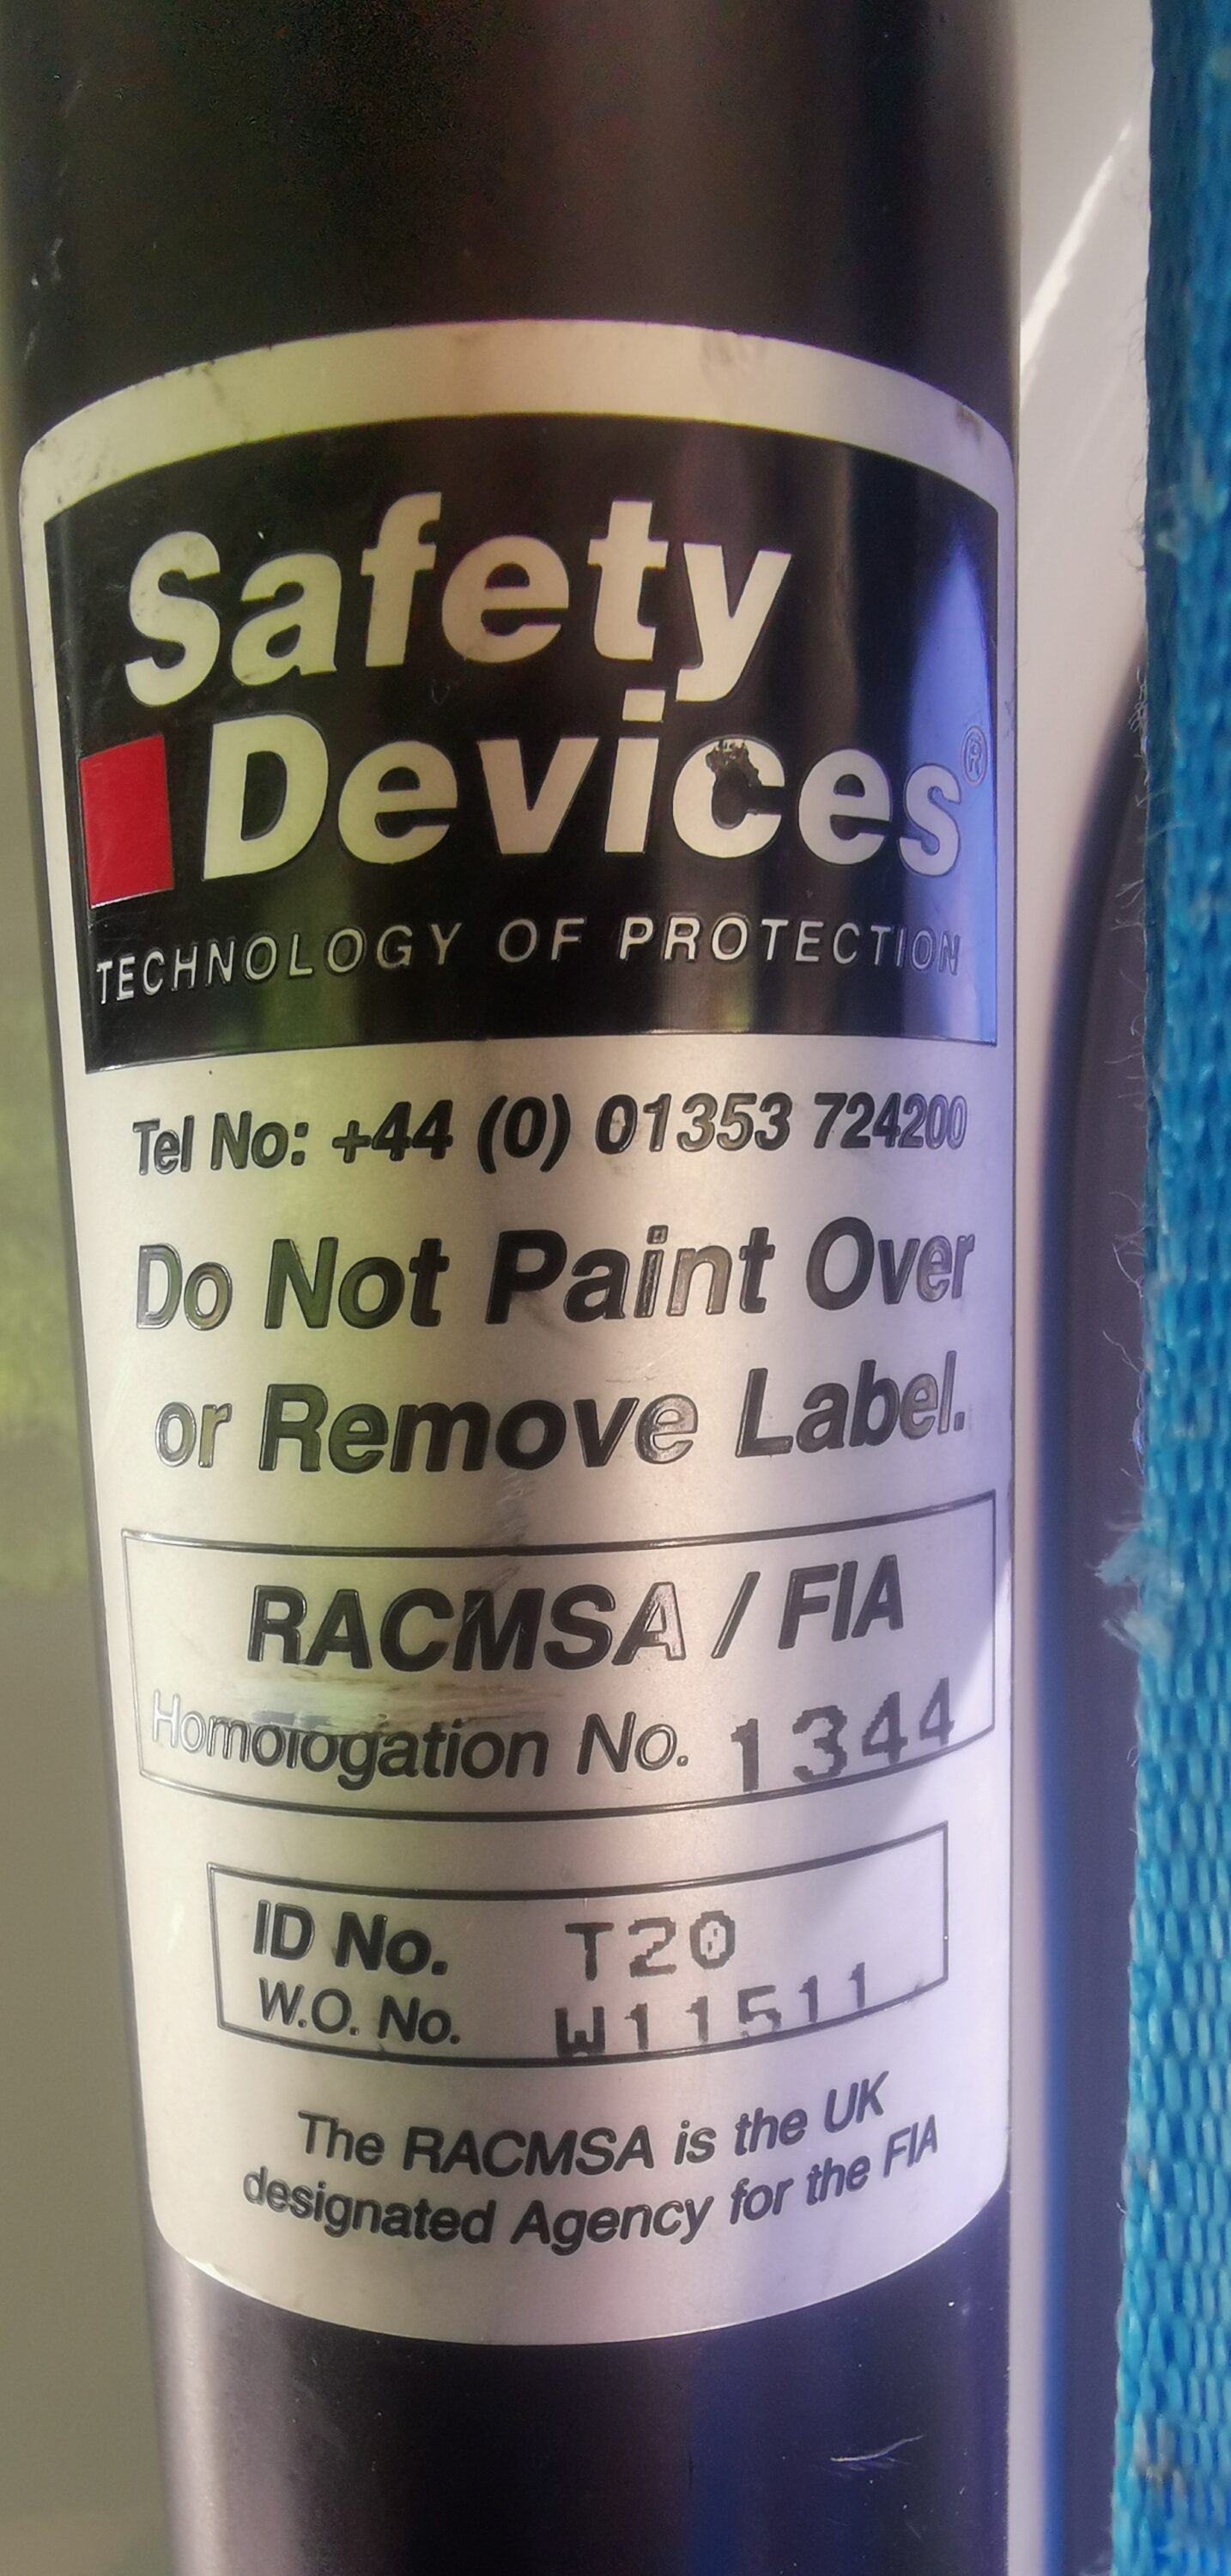 Safety
Devices®
TECHNOLOGY OF PROTECTION
Tel No: +44 (0) 01353 724200
Do Not Paint Over
or Remove Label.
RACMSA / FIA
Homologation No. 1344
ID No. T20
W.O. No. W11511
The RACMSA is the UK
designated Agency for the FIA